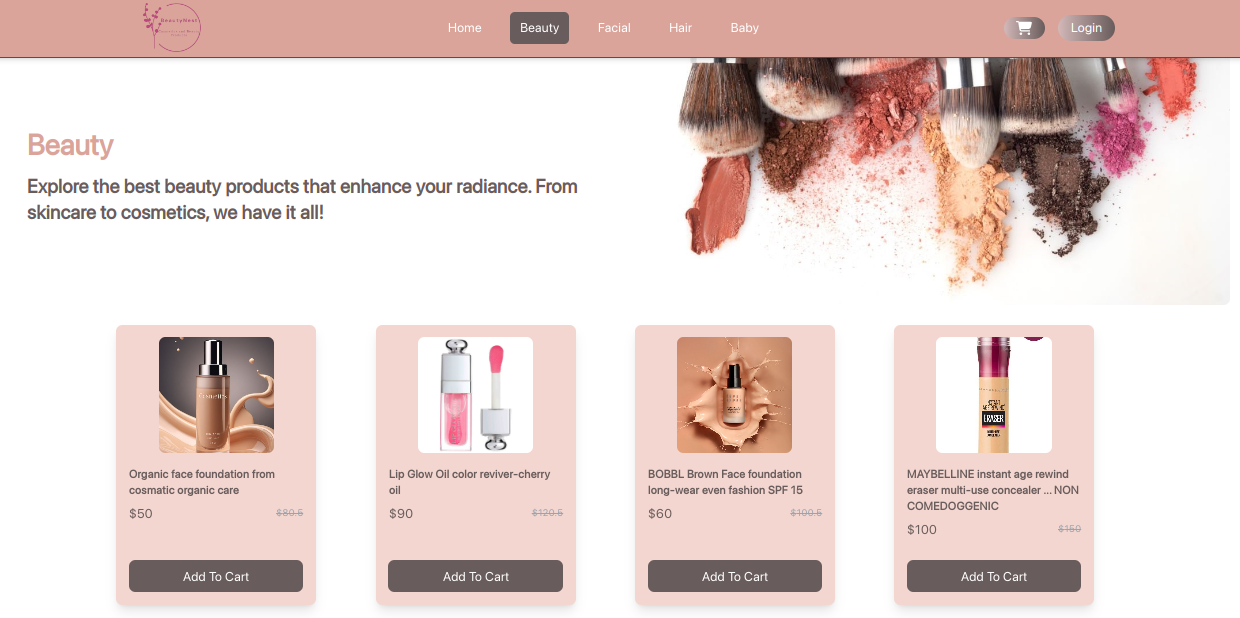 BeautyNest
Home
Beauty
Facial
Hair
Baby
Login
Beauty
Explore the best beauty products that enhance your radiance. From
skincare to cosmetics, we have it all!
Cosmetics
ERASER
Organic face foundation from
cosmatic organic care
$50
$80.5
Add To Cart
Lip Glow Oil color reviver-cherry
oil
$90
$120.5
Add To Cart
BOBBL Brown Face foundation
long-wear even fashion SPF 15
$60
$100.5
Add To Cart
MAYBELLINE instant age rewind
eraser multi-use concealer ... NON
COMEDOGGENIC
$100
$150
Add To Cart